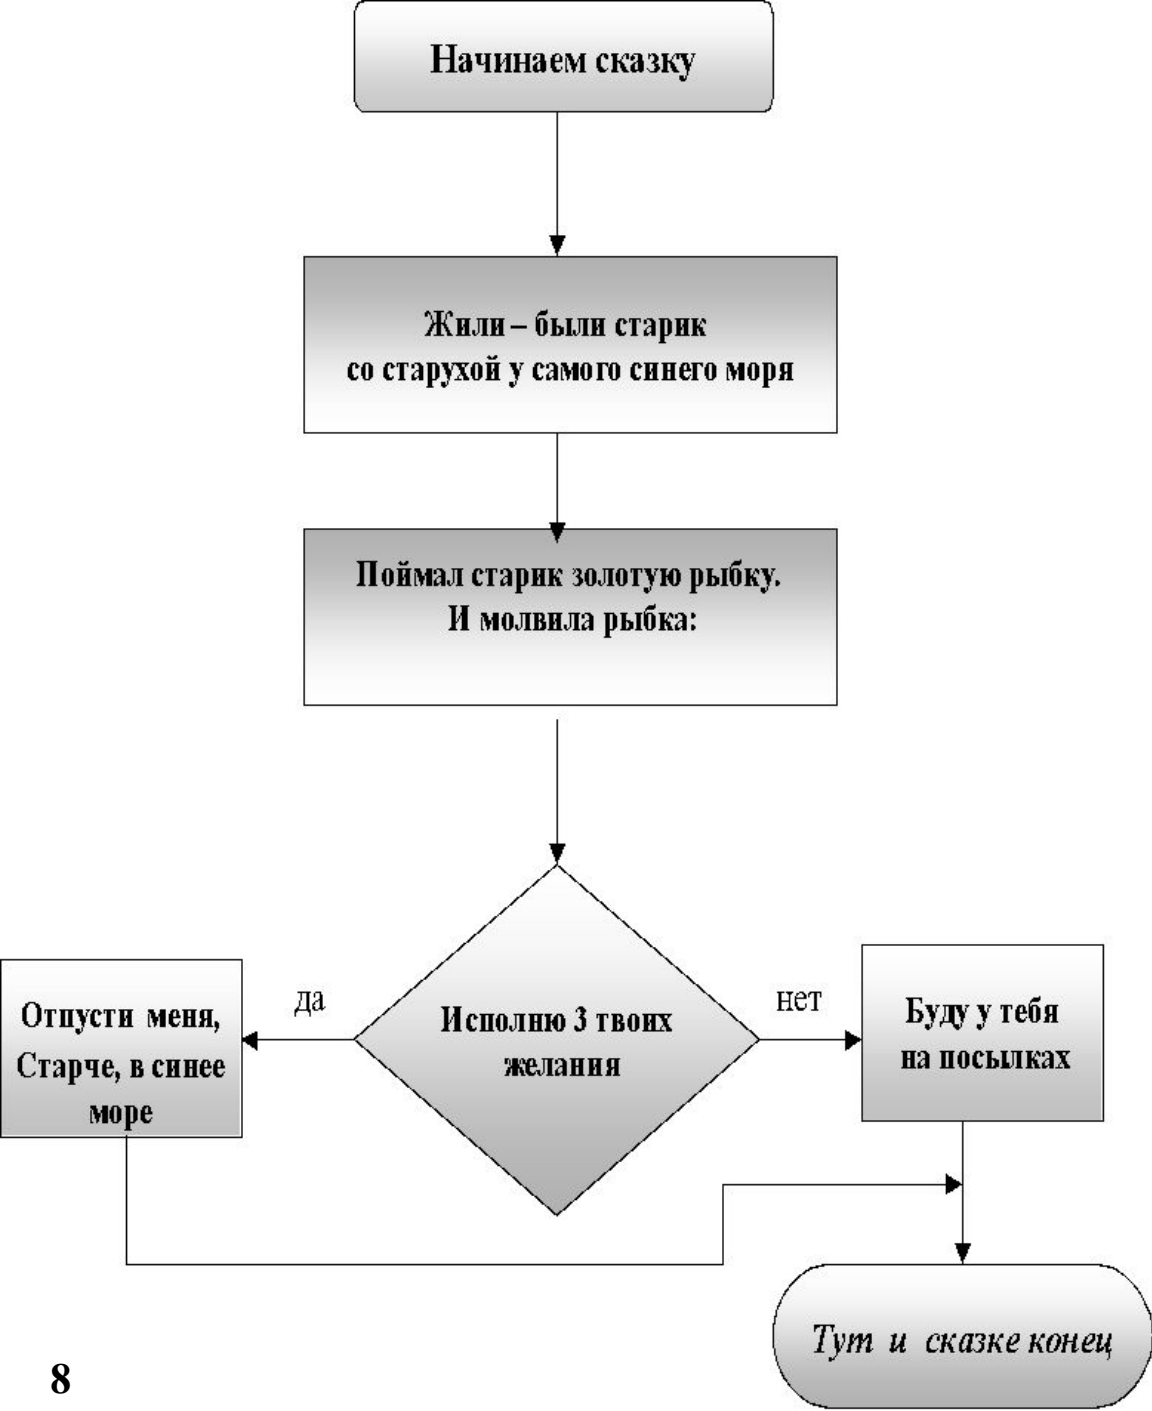 Начинаем сказку
Жили – были старик
со старухой у самого синего моря
Поймал старик золотую рыбку.
И молвила рыбка:
Исполню 3 твоих
желания
да
нет
Отпусти меня,
Старче, в синее
море
Буду у тебя
на посылках
Тут и сказке конец
8